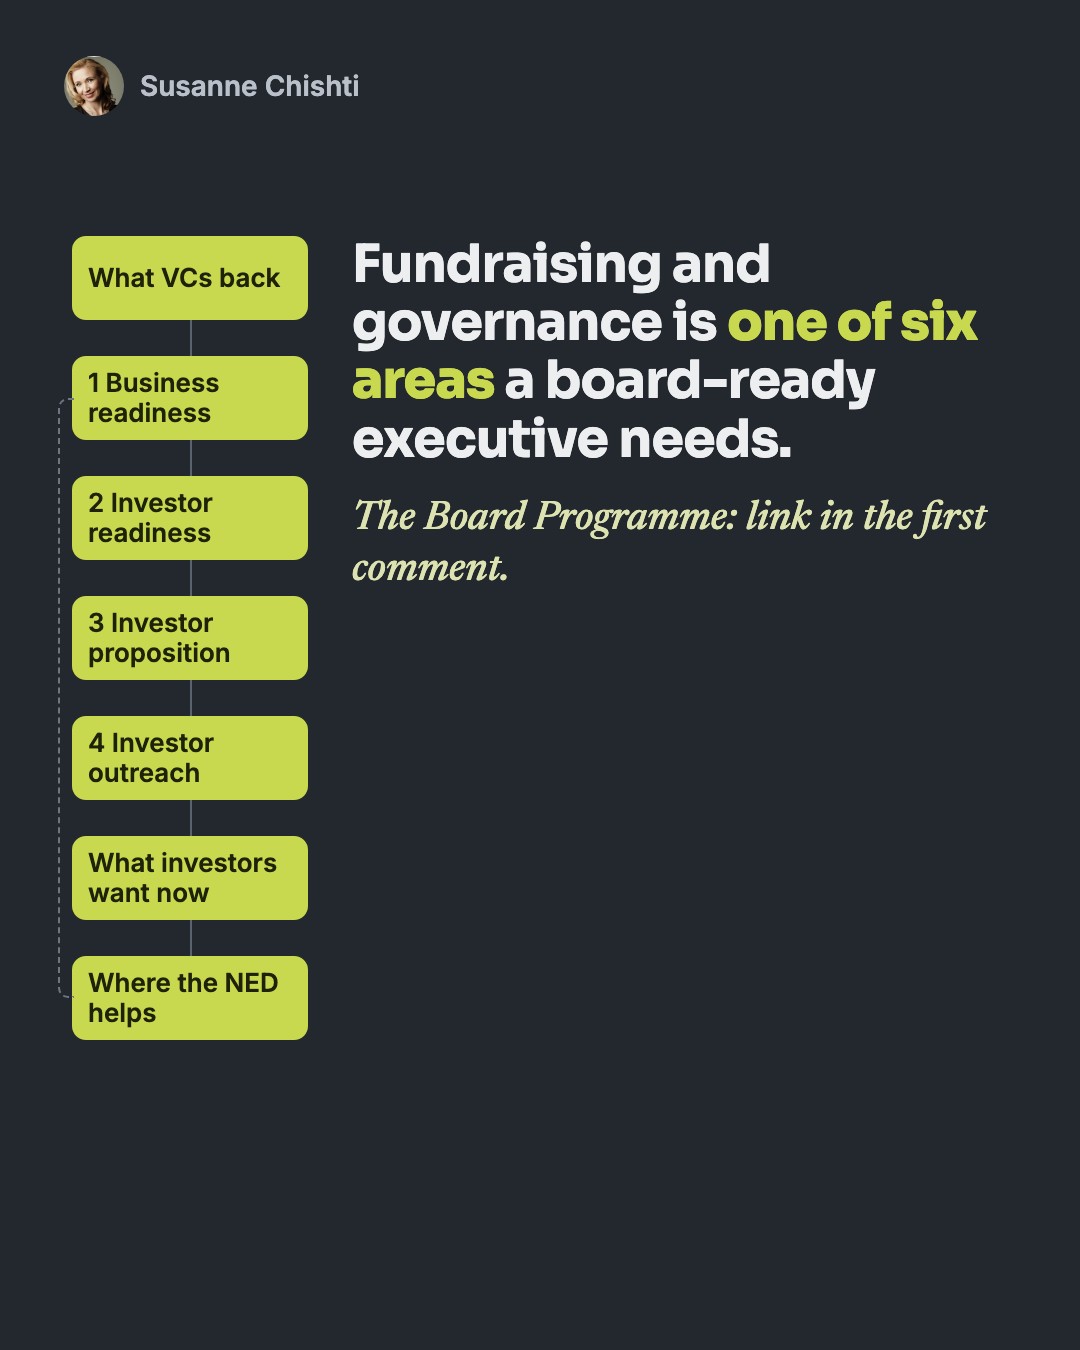 Susanne Chishti
What VCs back
1 Business
readiness
2 Investor
readiness
3 Investor
proposition
4 Investor
outreach
What investors
want now
Where the NED
helps
Fundraising and
governance is one of six
areas a board-ready
executive needs.
The Board Programme: link in the first
comment.